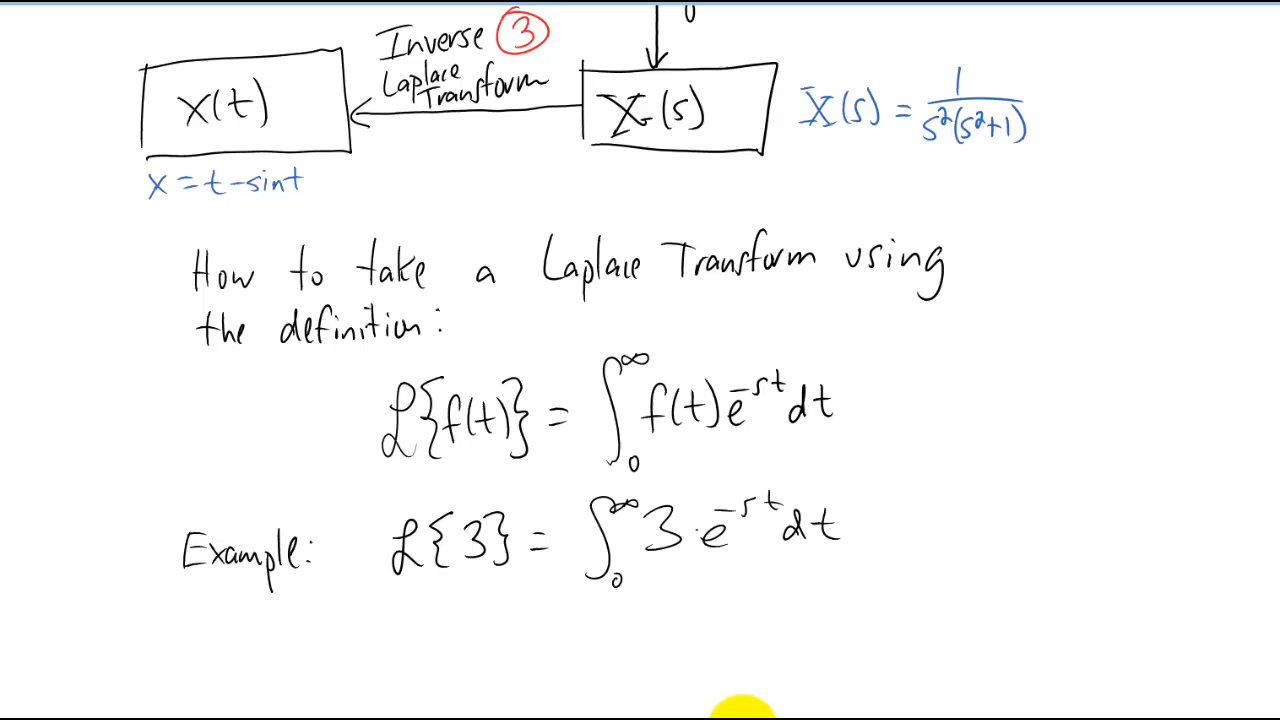 Inverse ③
Laplace
Transform
x(t)
X(s)
X(s) = 1/(s²(s²+1))
x = t-sint
How to take a Laplace Transform using
the definition:
ℒ{f(t)} = ∫₀^∞ f(t)e^-st dt
Example: ℒ{3} = ∫₀^∞ 3·e^-st dt